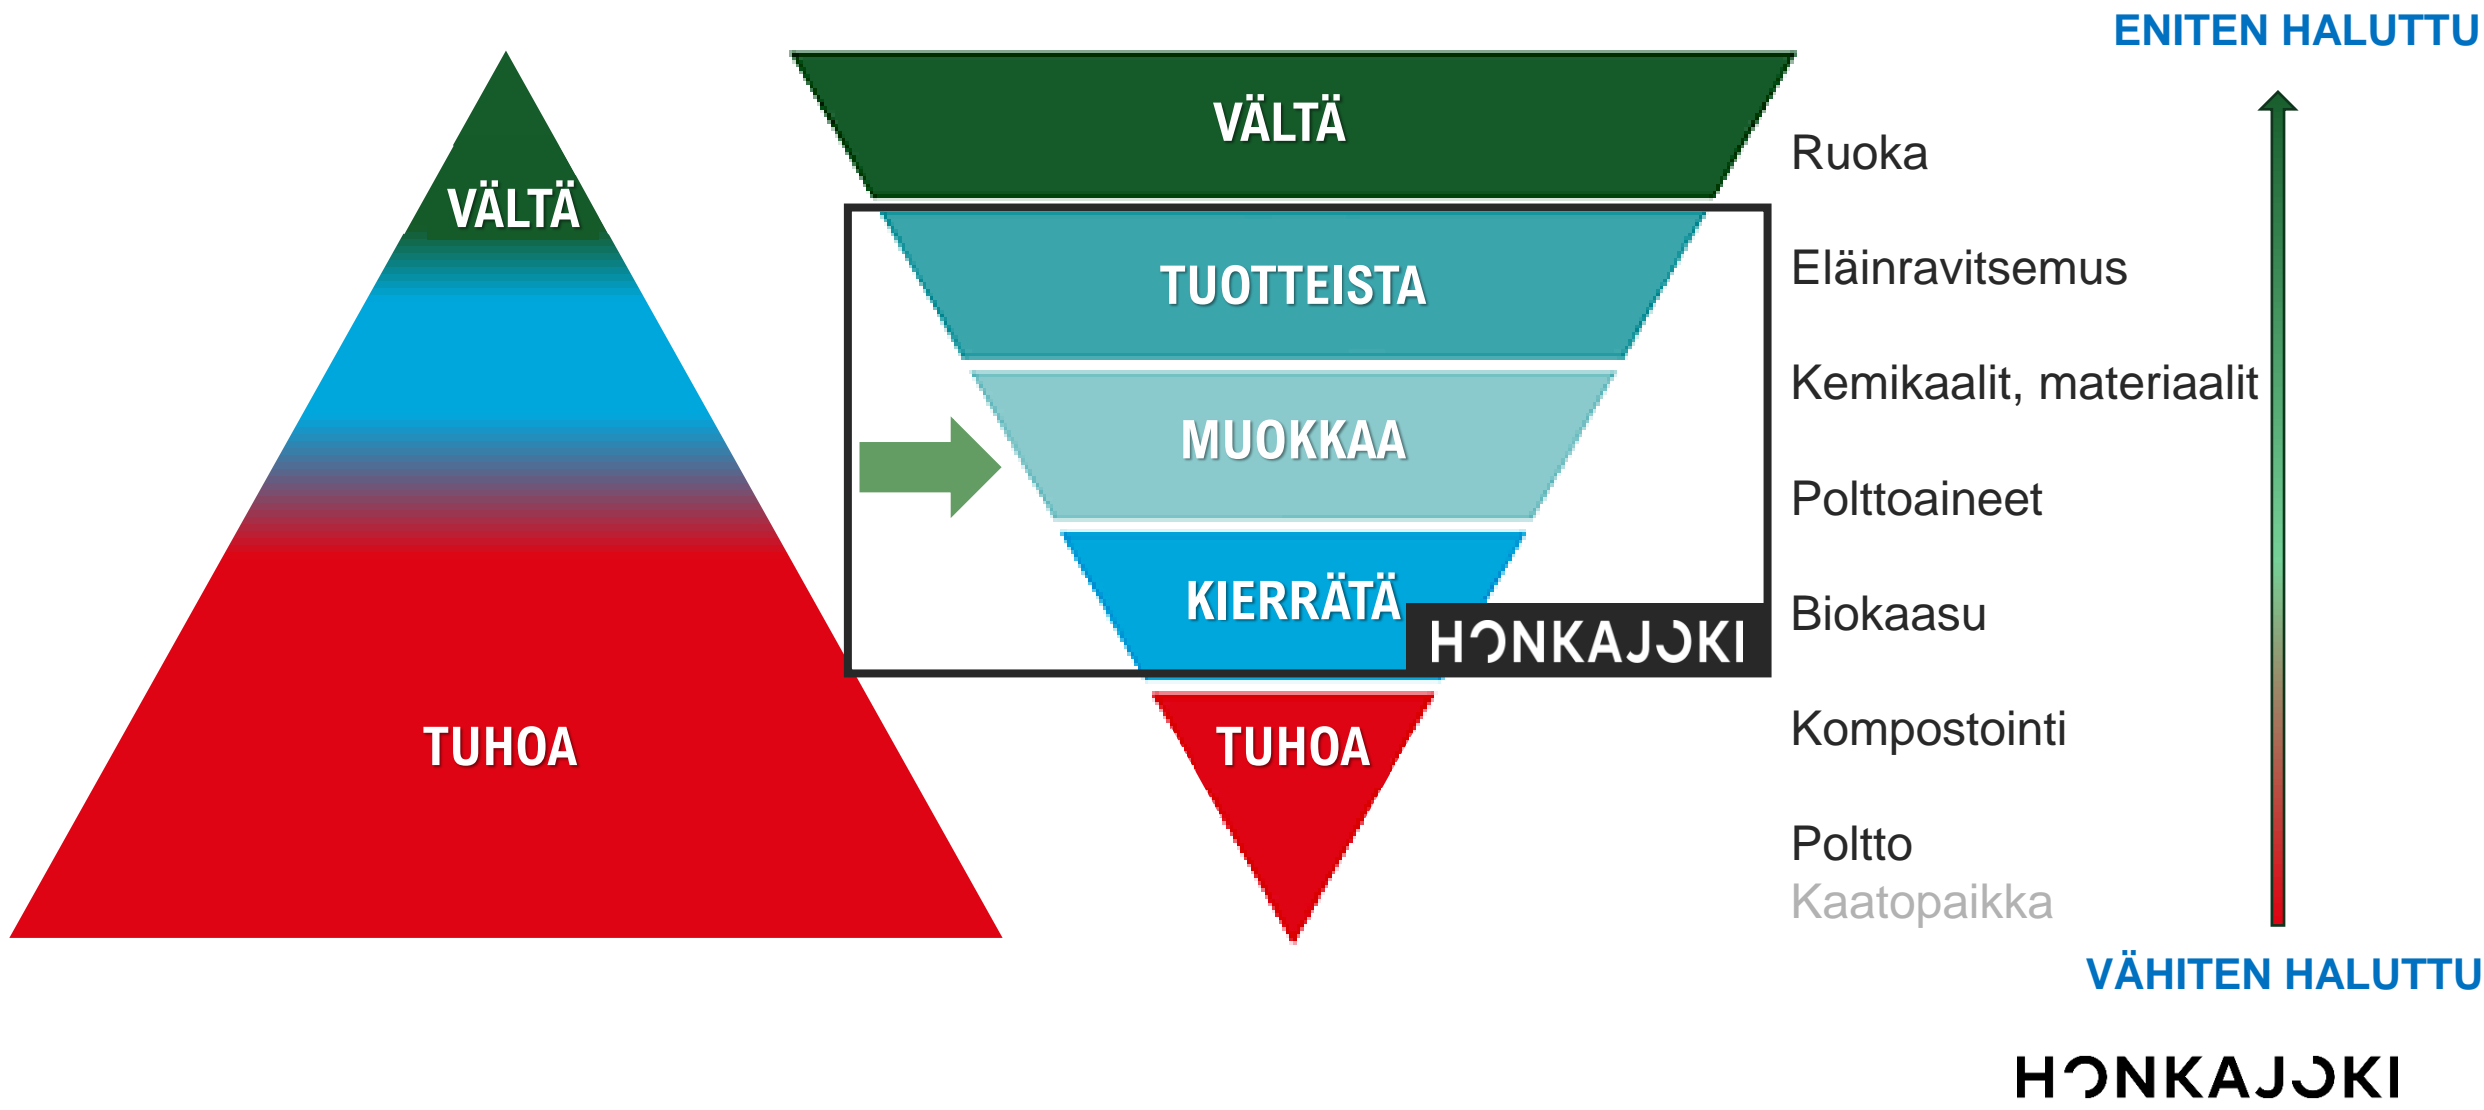 ENITEN HALUTTU
VÄLTÄ
TUHOA
VÄLTÄ
TUOTTEISTA
MUOKKAA
KIERRÄTÄ
HONKAJOKI
TUHOA
Ruoka
Eläinravitsemus
Kemikaalit, materiaalit
Polttoaineet
Biokaasu
Kompostointi
Poltto
Kaatopaikka
VÄHITEN HALUTTU
HONKAJOKI